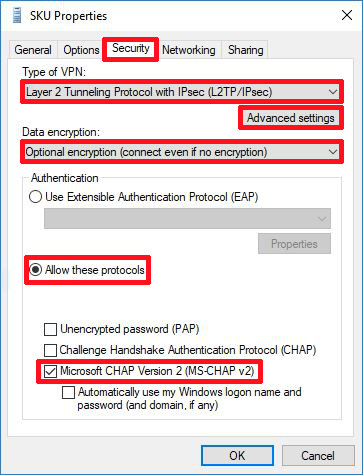 SKU Properties
General Options Security Networking Sharing
Type of VPN:
Layer 2 Tunneling Protocol with IPsec (L2TP/IPsec)
Advanced settings
Data encryption:
Optional encryption (connect even if no encryption)
Authentication
Use Extensible Authentication Protocol (EAP)
Properties
Allow these protocols
Unencrypted password (PAP)
Challenge Handshake Authentication Protocol (CHAP)
Microsoft CHAP Version 2 (MS-CHAP v2)
Automatically use my Windows logon name and
password (and domain, if any)
OK Cancel